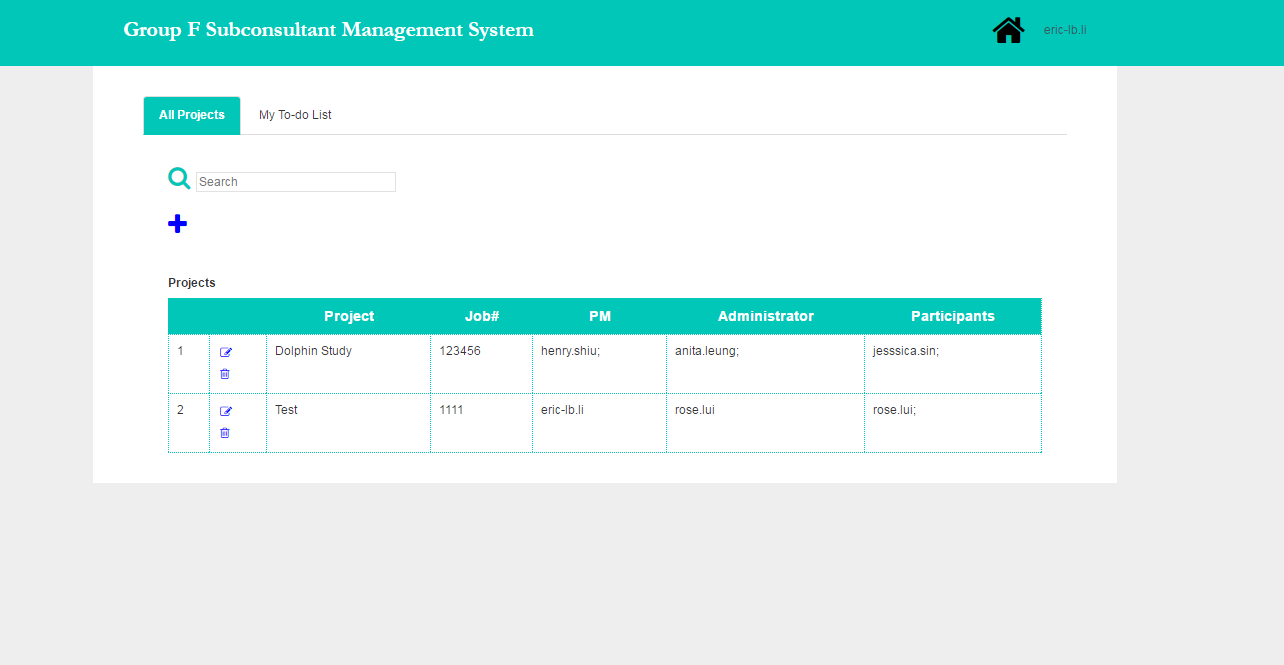 Group F Subconsultant Management System
eric-lb.li
All Projects My To-do List
Search
Projects
Project Job# PM Administrator Participants
1 Dolphin Study 123456 henry.shiu; anita.leung; jesssica.sin;
2 Test 1111 eric-lb.li rose.lui rose.lui;